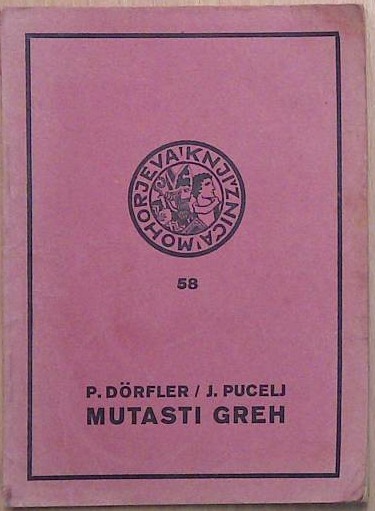 MOHORJEVA KNJIŽNICA
58
P. DÖRFLER / J. PUCELJ
MUTASTI GREH